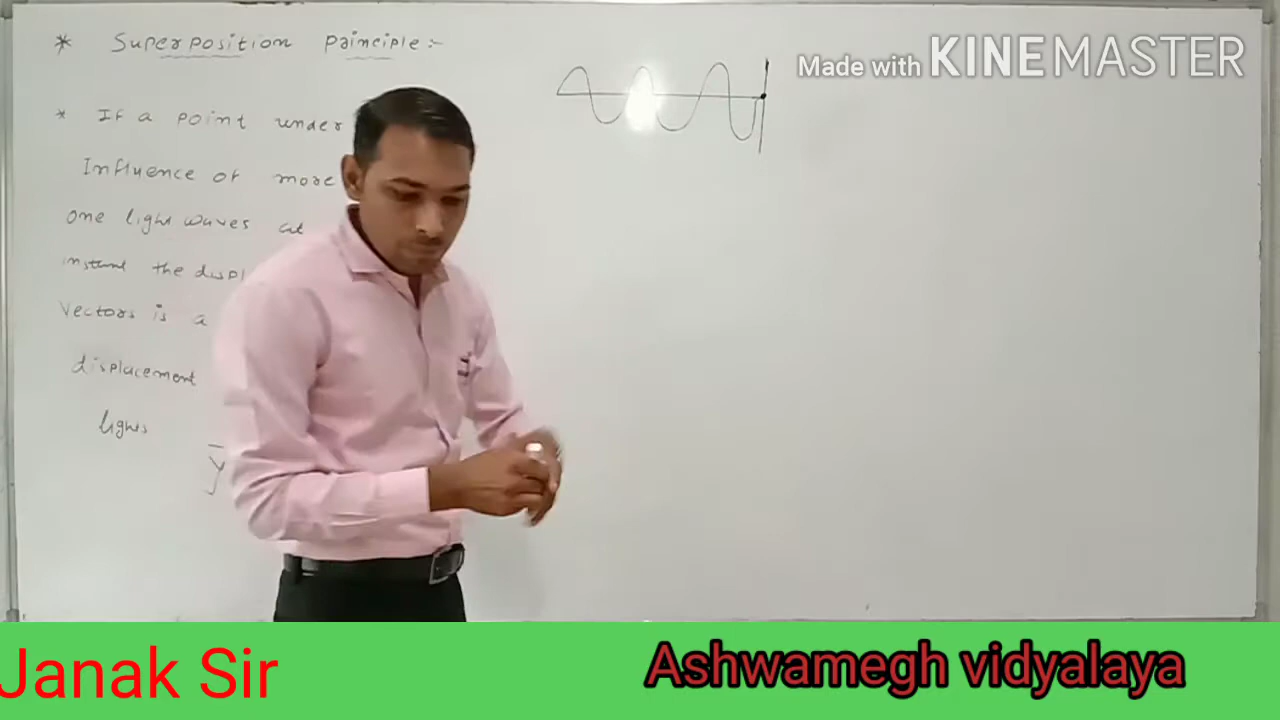 * Superposition Painciple :-
Made with KINEMASTER
* If a point under
Influence of more
one light waves at
instant the displ
Vectors is a
displacement
lights
y
Janak Sir
Ashwamegh vidyalaya